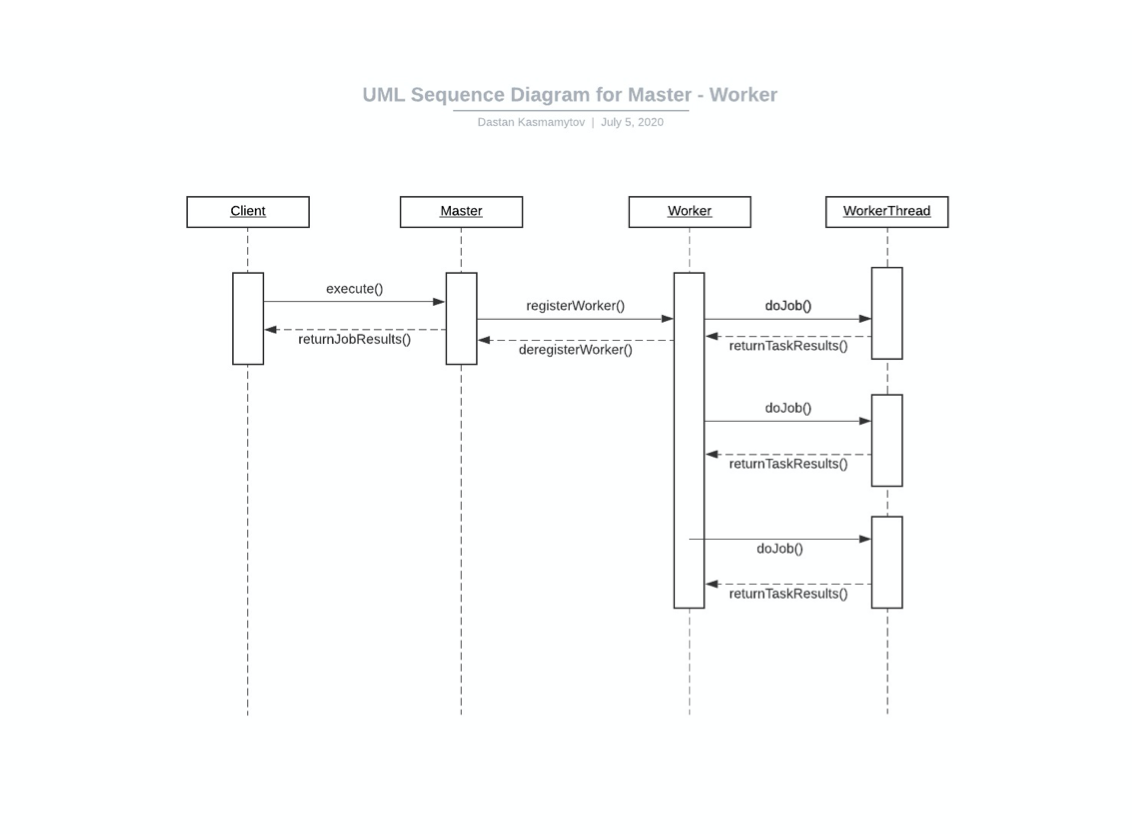 UML Sequence Diagram for Master - Worker
Dastan Kasmamytov | July 5, 2020
Client
Master
Worker
WorkerThread
execute()
registerWorker()
doJob()
returnJobResults()
deregisterWorker()
returnTaskResults()
doJob()
returnTaskResults()
doJob()
returnTaskResults()